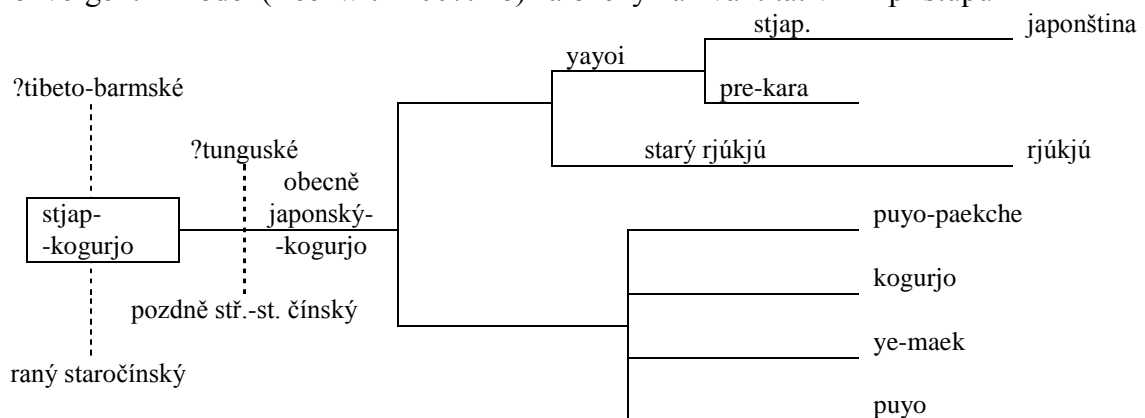 stjap.
japonština
yayoi
?tibeto-barmské
pre-kara
?tunguské
starý rjúkjú
rjúkjú
obecně
japonský-
-kogurjo
stjap-
-kogurjo
puyo-paekche
kogurjo
pozdně stř.-st. čínský
ye-maek
raný staročínský
puyo